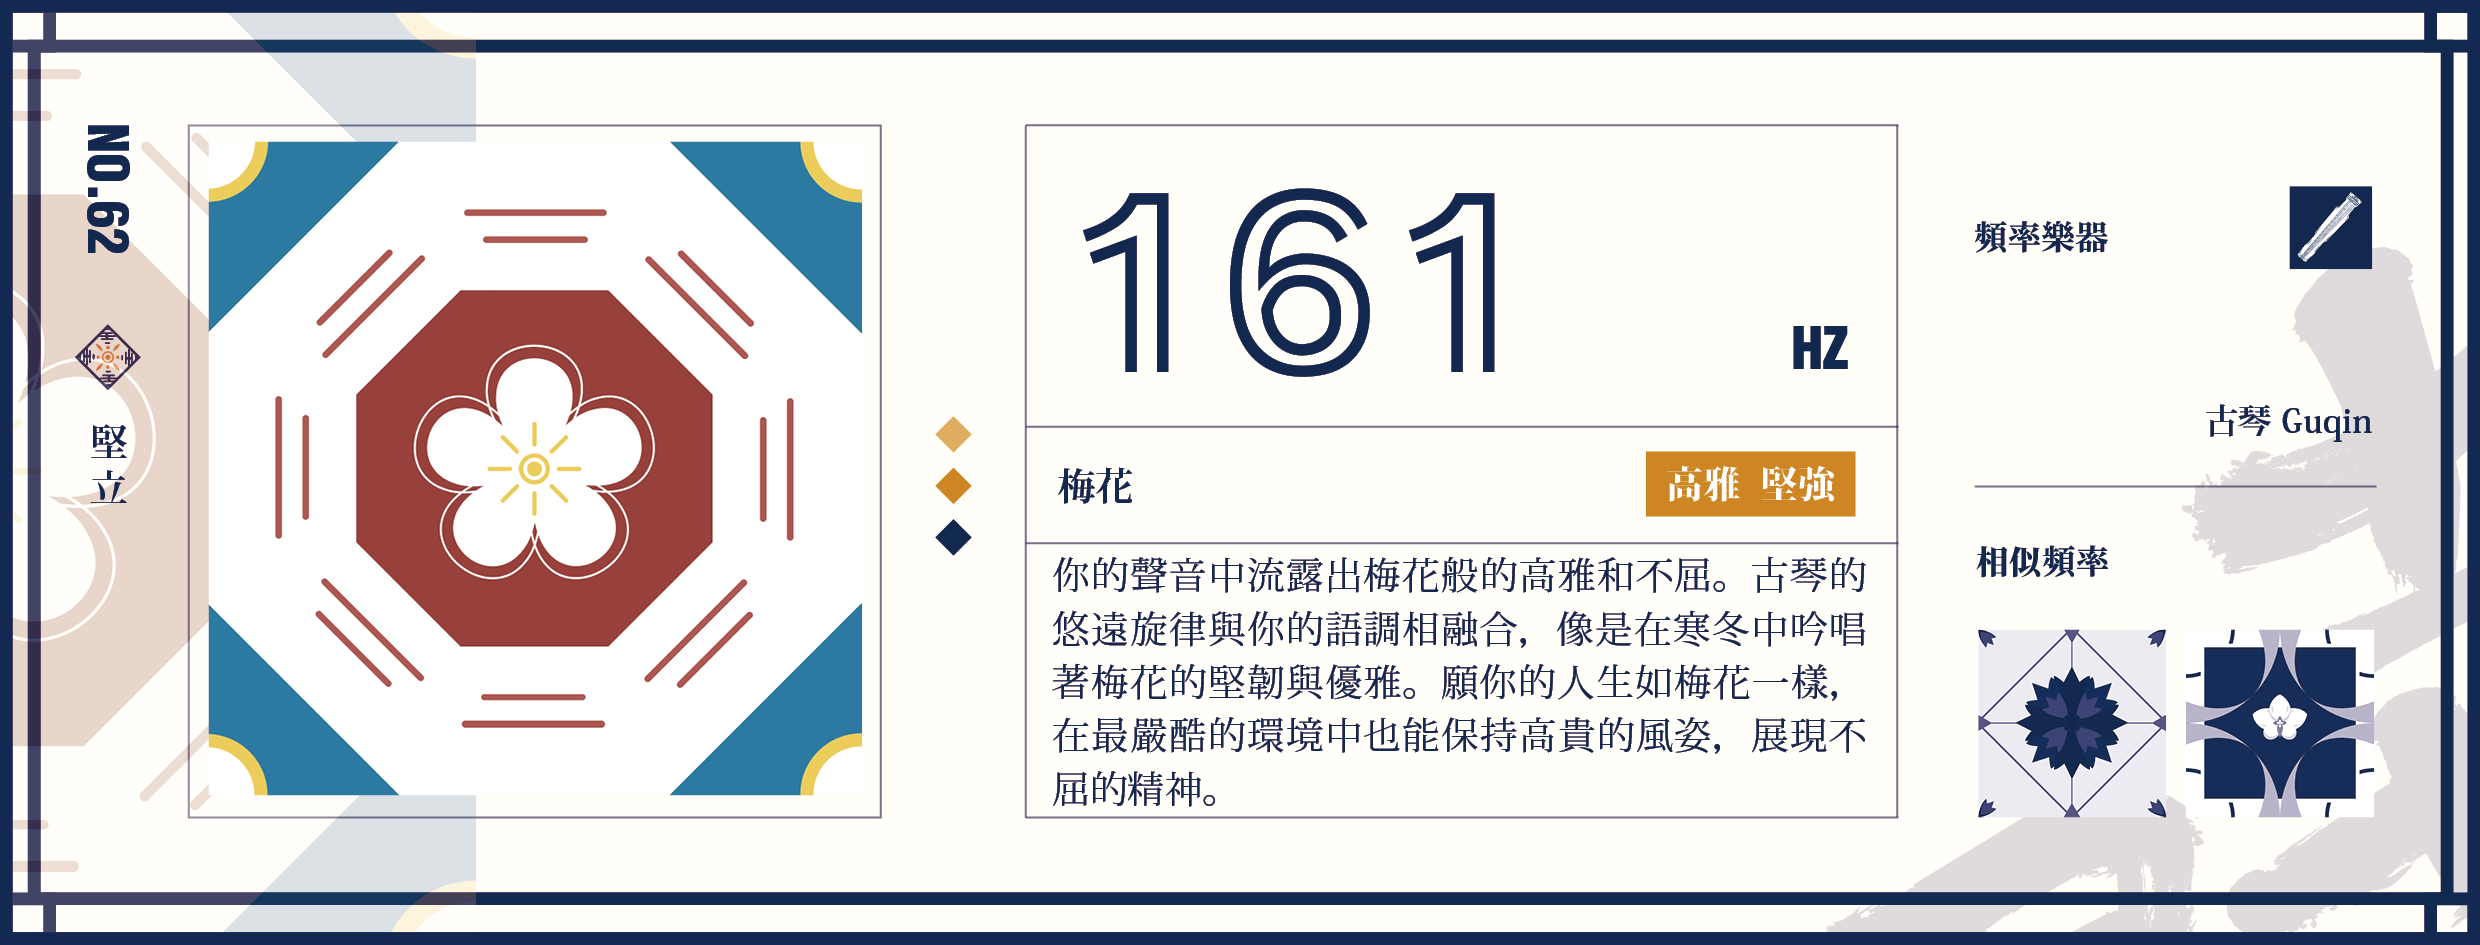 NO.62
堅立
161
HZ
梅花
高雅 堅強
你的聲音中流露出梅花般的高雅和不屈。古琴的
悠遠旋律與你的語調相融合，像是在寒冬中吟唱
著梅花的堅韌與優雅。願你的人生如梅花一樣，
在最嚴酷的環境中也能保持高貴的風姿，展現不
屈的精神。
頻率樂器
古琴 Guqin
相似頻率